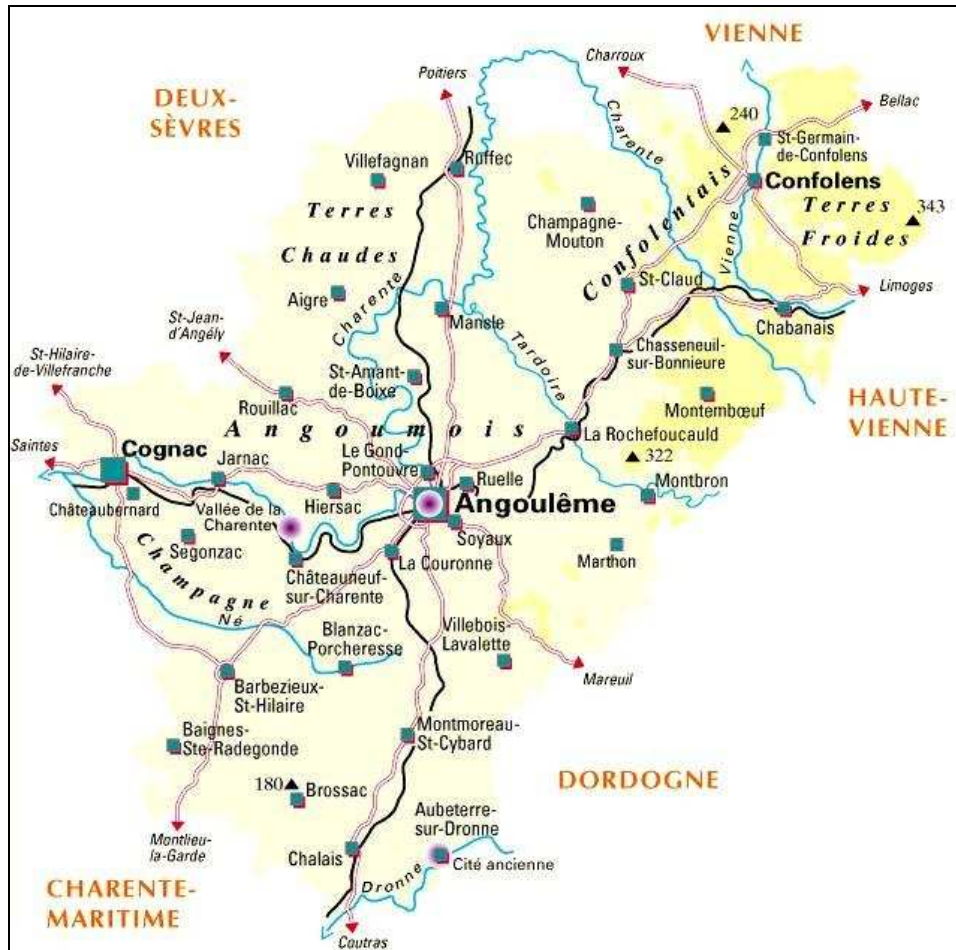 VIENNE
Charroux
Poitiers
DEUX-
SÈVRES
Bellac
240
Charente
St-Germain-
de-Confolens
Ruffec
Villefagnan
Confolens
Terres
Chaudes
Champagne-
Mouton
Confolentais
Terres
Froides
343
Vienne
Aigre
Charente
St-Claud
Limoges
Mansle
Chabanais
St-Jean-
d'Angély
Tardoire
Chasseneuil-
sur-Bonnieure
St-Hilaire-
de-Villefranche
St-Amant-
de-Boixe
Rouillac
Montembœuf
HAUTE-
VIENNE
Angoumois
La Rochefoucauld
Saintes
Cognac
Jarnac
Le Gond-
Pontouvre
322
Ruelle
Montbron
Châteaubernard
Vallée de la
Charente
Hiersac
Angoulême
Soyaux
Segonzac
Champagne
La Couronne
Marthon
Châteauneuf-
sur-Charente
Né
Blanzac-
Porcheresse
Villebois-
Lavalette
Mareuil
Barbezieux-
St-Hilaire
Baignes-
Ste-Radegonde
Montmoreau-
St-Cybard
180
Brossac
DORDOGNE
Aubeterre-
sur-Dronne
Montlieu-
la-Garde
Chalais
Cité ancienne
Dronne
CHARENTE-
MARITIME
Coutras